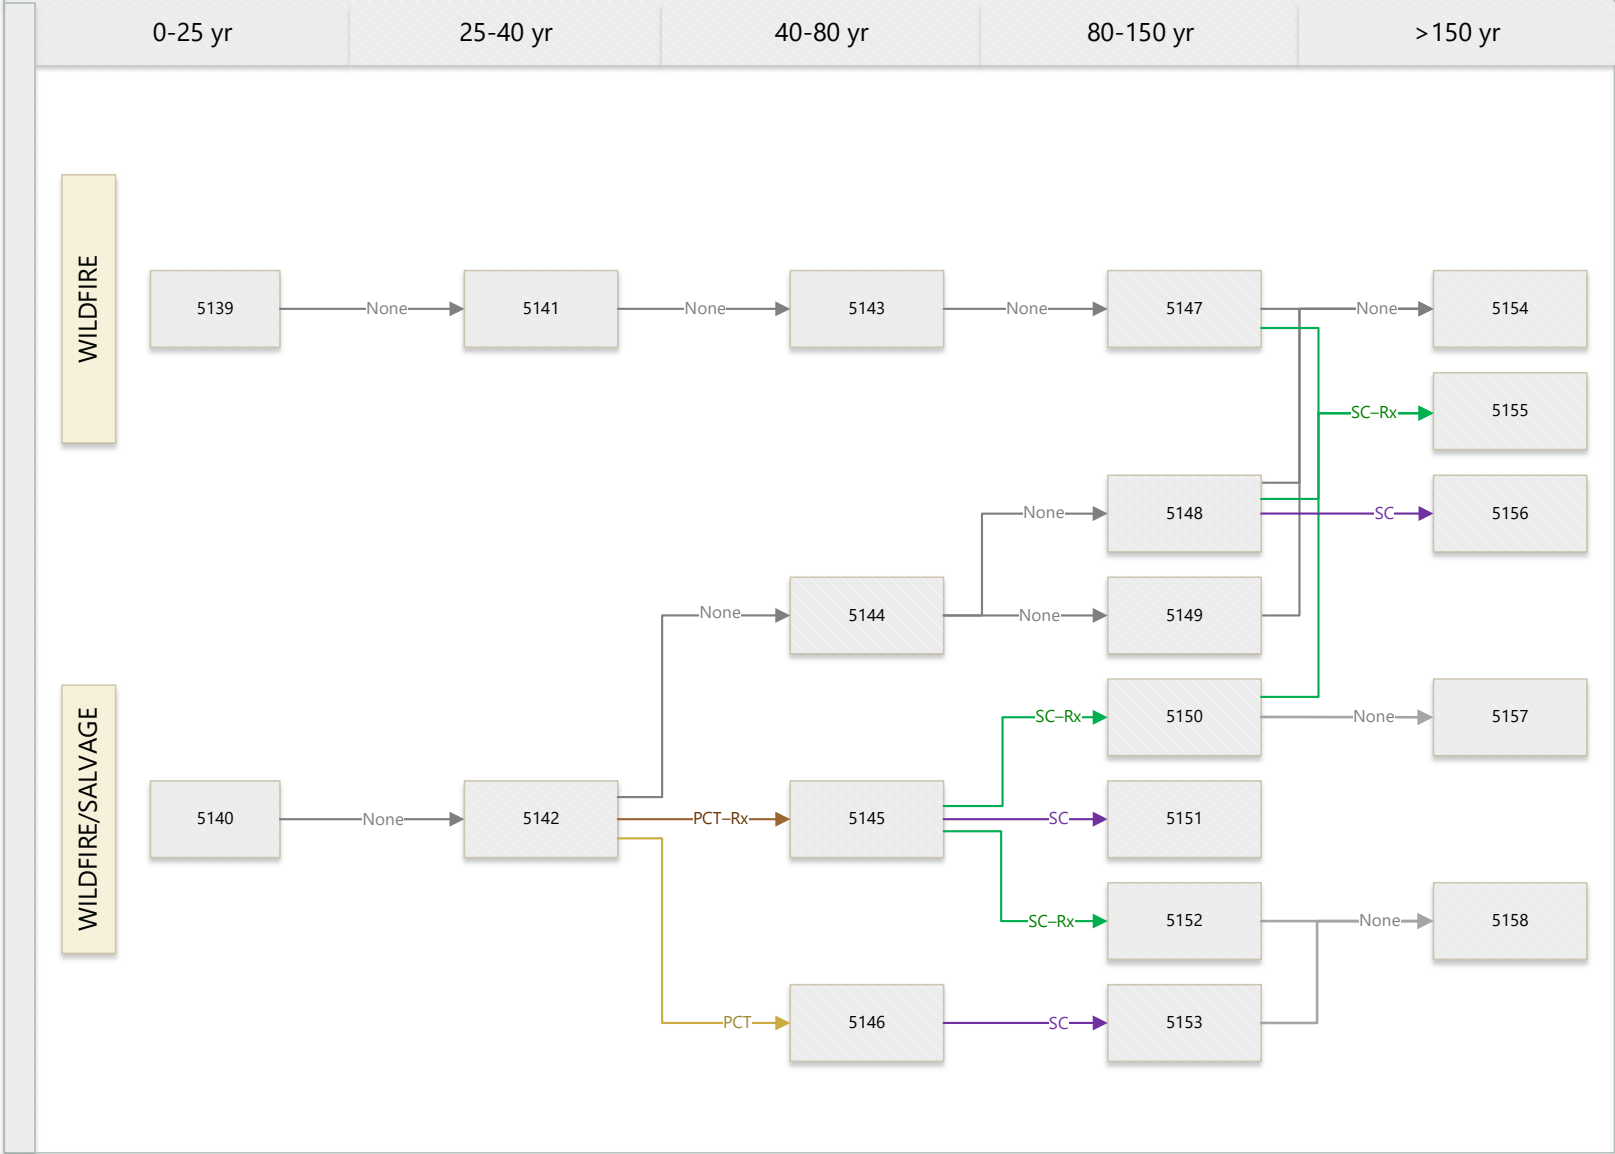 0-25 yr
25-40 yr
40-80 yr
80-150 yr
>150 yr
WILDFIRE
5139
None
5141
None
5143
None
5147
None
5154
SC–Rx
5155
None
5148
SC
5156
None
5144
None
5149
SC–Rx
5150
None
5157
WILDFIRE/SALVAGE
5140
None
5142
PCT–Rx
5145
SC
5151
SC–Rx
5152
None
5158
PCT
5146
SC
5153